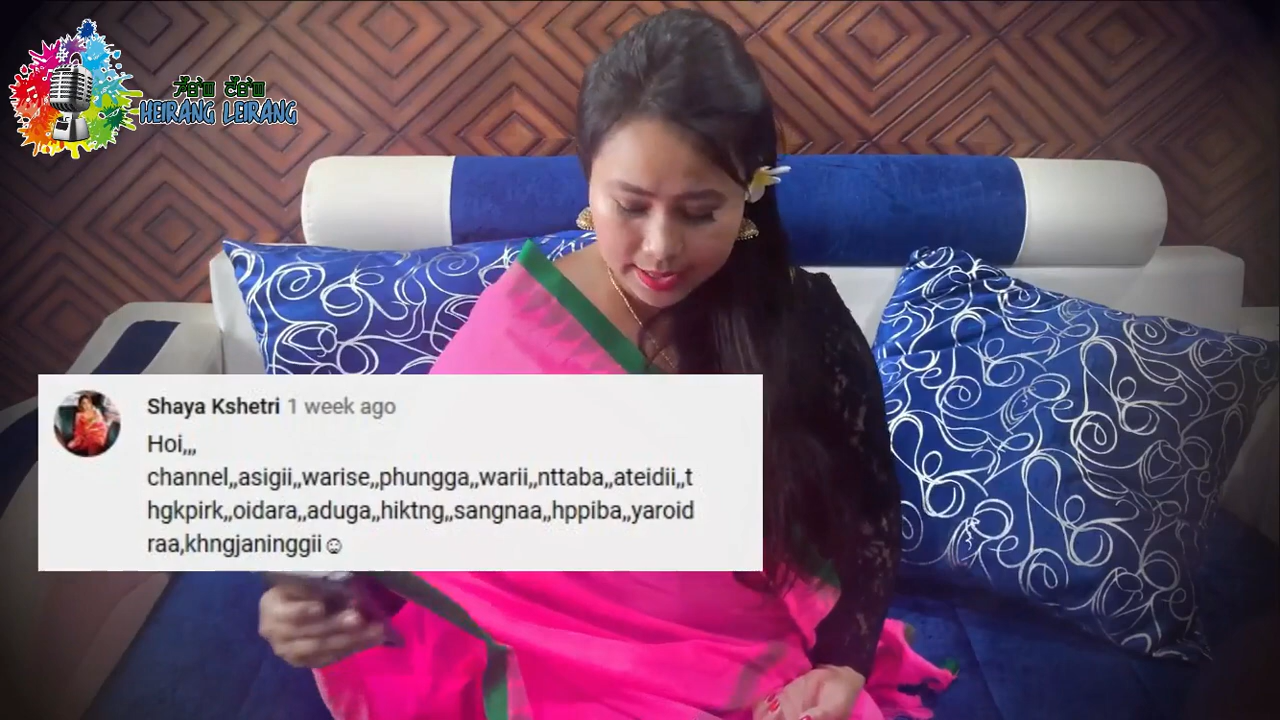 HEIRANG LEIRANG
Shaya Kshetri 1 week ago
Hoi,,,
channel,,asigii,,warise,,phungga,,warii,,nttaba,,ateidii,,t
hgkpirk,,oidara,,aduga,,hiktng,,sangnaa,,hppiba,,yaroid
raa,khngjaninggii☺